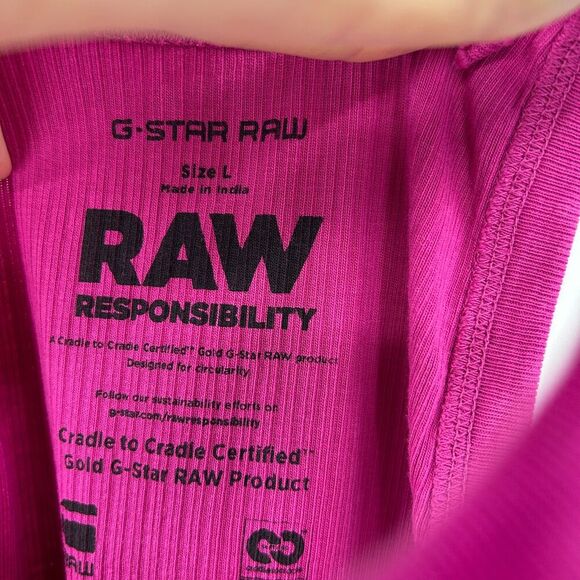 G-STAR RAW
Size L
Made in India
RAW
RESPONSIBILITY
A Cradle to Cradle Certified™ Gold G-Star RAW product
Designed for circularity
Follow our sustainability efforts on
g-star.com/rawresponsibility
Cradle to Cradle Certified™
Gold G-Star RAW Product
RAW